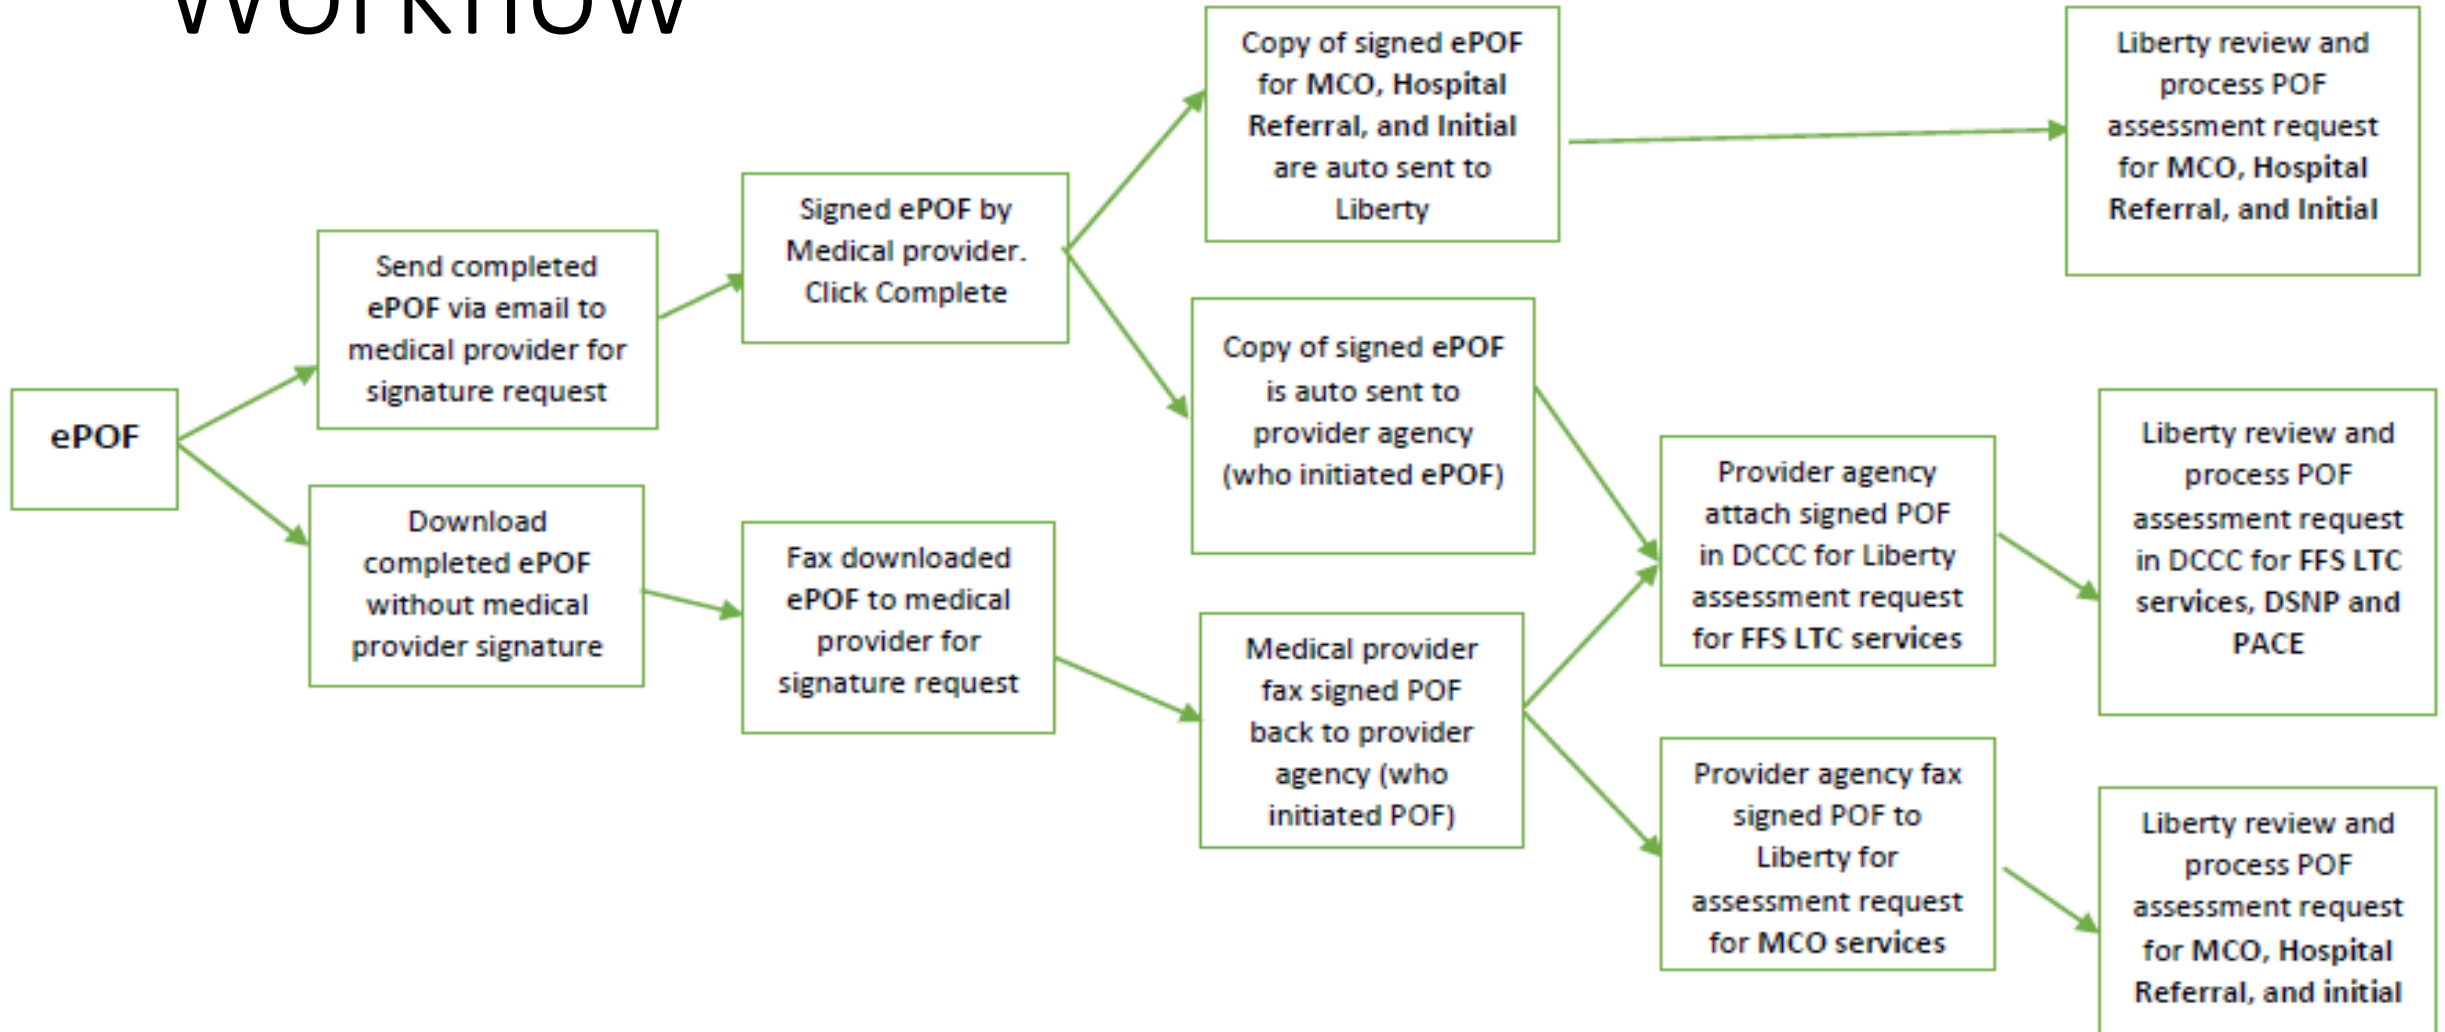 Workflow
ePOF
Send completed
ePOF via email to
medical provider for
signature request
Download
completed ePOF
without medical
provider signature
Signed ePOF by
Medical provider.
Click Complete
Fax downloaded
ePOF to medical
provider for
signature request
Copy of signed ePOF
for MCO, Hospital
Referral, and Initial
are auto sent to
Liberty
Copy of signed ePOF
is auto sent to
provider agency
(who initiated ePOF)
Medical provider
fax signed POF
back to provider
agency (who
initiated POF)
Provider agency
attach signed POF
in DCCC for Liberty
assessment request
for FFS LTC services
Provider agency fax
signed POF to
Liberty for
assessment request
for MCO services
Liberty review and
process POF
assessment request
for MCO, Hospital
Referral, and Initial
Liberty review and
process POF
assessment request
in DCCC for FFS LTC
services, DSNP and
PACE
Liberty review and
process POF
assessment request
for MCO, Hospital
Referral, and initial